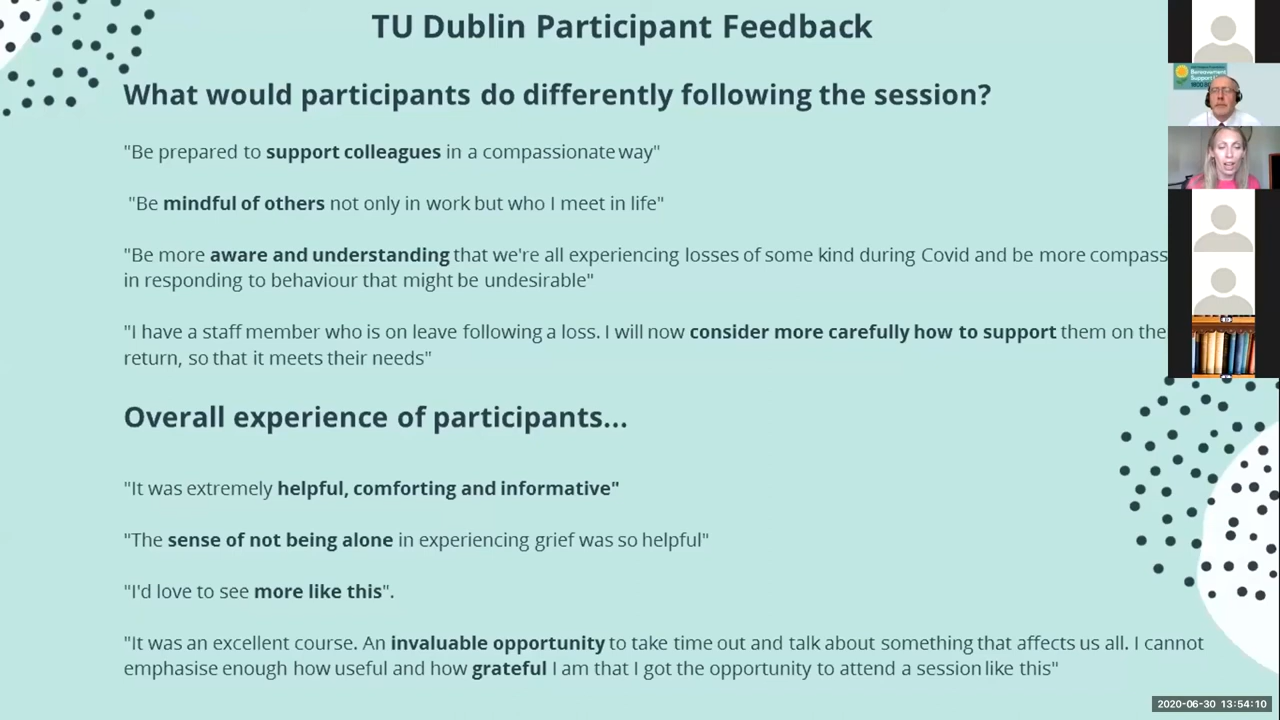 TU Dublin Participant Feedback
What would participants do differently following the session?
"Be prepared to support colleagues in a compassionate way"
"Be mindful of others not only in work but who I meet in life"
"Be more aware and understanding that we're all experiencing losses of some kind during Covid and be more compass
in responding to behaviour that might be undesirable"
"I have a staff member who is on leave following a loss. I will now consider more carefully how to support them on the
return, so that it meets their needs"
Overall experience of participants...
"It was extremely helpful, comforting and informative"
"The sense of not being alone in experiencing grief was so helpful"
"I'd love to see more like this".
"It was an excellent course. An invaluable opportunity to take time out and talk about something that affects us all. I cannot
emphasise enough how useful and how grateful I am that I got the opportunity to attend a session like this"
Bereavement
Support
2020-06-30 13:54:10